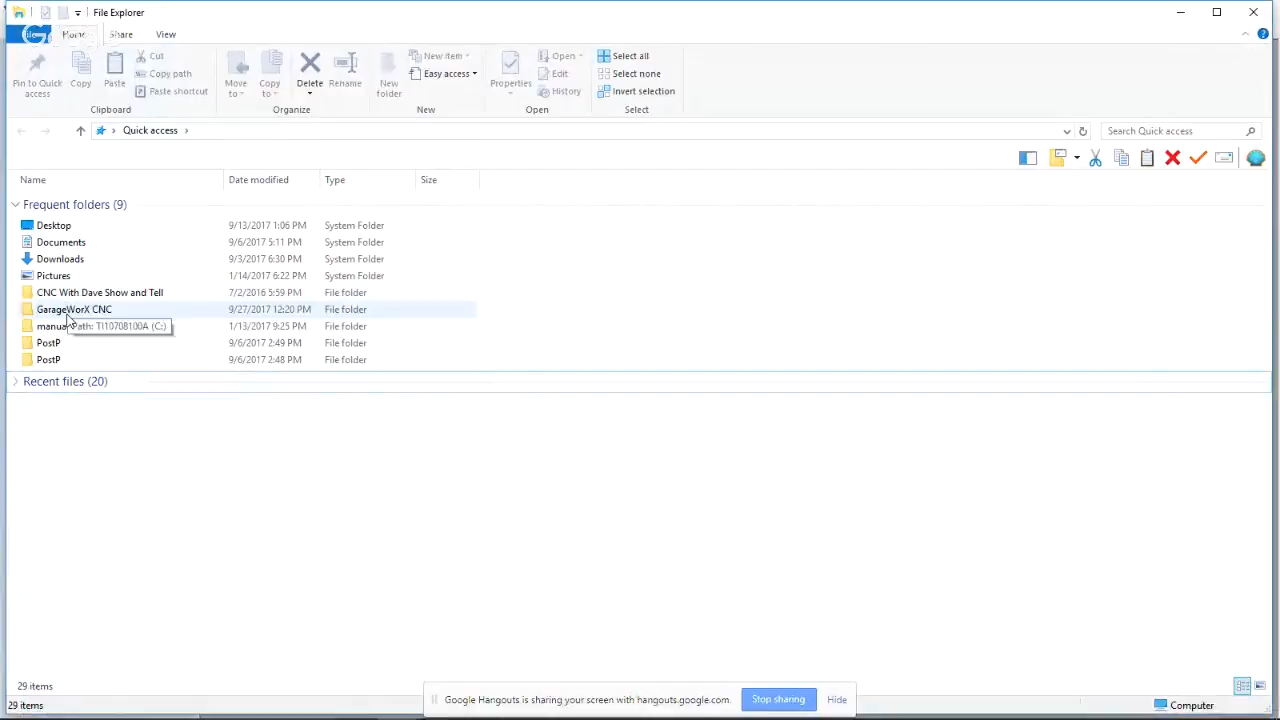 File Explorer
Home Share View
Pin to Quick access
Copy
Paste
Cut
Copy path
Paste shortcut
Clipboard
Move to
Copy to
Delete
Rename
Organize
New folder
New item
Easy access
New
Properties
Open
Edit
History
Open
Select all
Select none
Invert selection
Select
Quick access
Search Quick access
Name Date modified Type Size
Frequent folders (9)
Desktop 9/13/2017 1:06 PM System Folder
Documents 9/6/2017 5:11 PM System Folder
Downloads 9/3/2017 6:30 PM System Folder
Pictures 1/14/2017 6:22 PM System Folder
CNC With Dave Show and Tell 7/2/2016 5:59 PM File folder
GarageWorX CNC 9/27/2017 12:20 PM File folder
Path: TI10708100A (C:) 1/13/2017 9:25 PM File folder
PostP 9/6/2017 2:49 PM File folder
PostP 9/6/2017 2:48 PM File folder
Recent files (20)
29 items
Google Hangouts is sharing your screen with hangouts.google.com. Stop sharing Hide
29 items
Computer